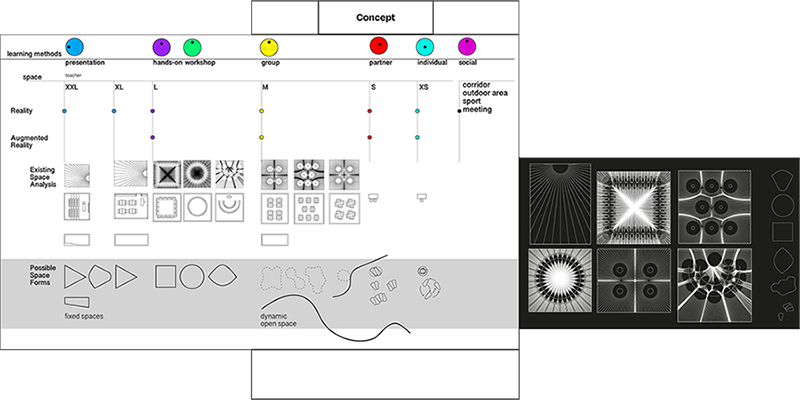 Concept
learning methods
presentation
hands-on workshop
group
partner
individual
social
space
teacher
XXL
XL
L
M
S
XS
corridor
outdoor area
sport
meeting
Reality
Augmented
Reality
Existing
Space
Analysis
Possible
Space
Forms
fixed spaces
dynamic
open space